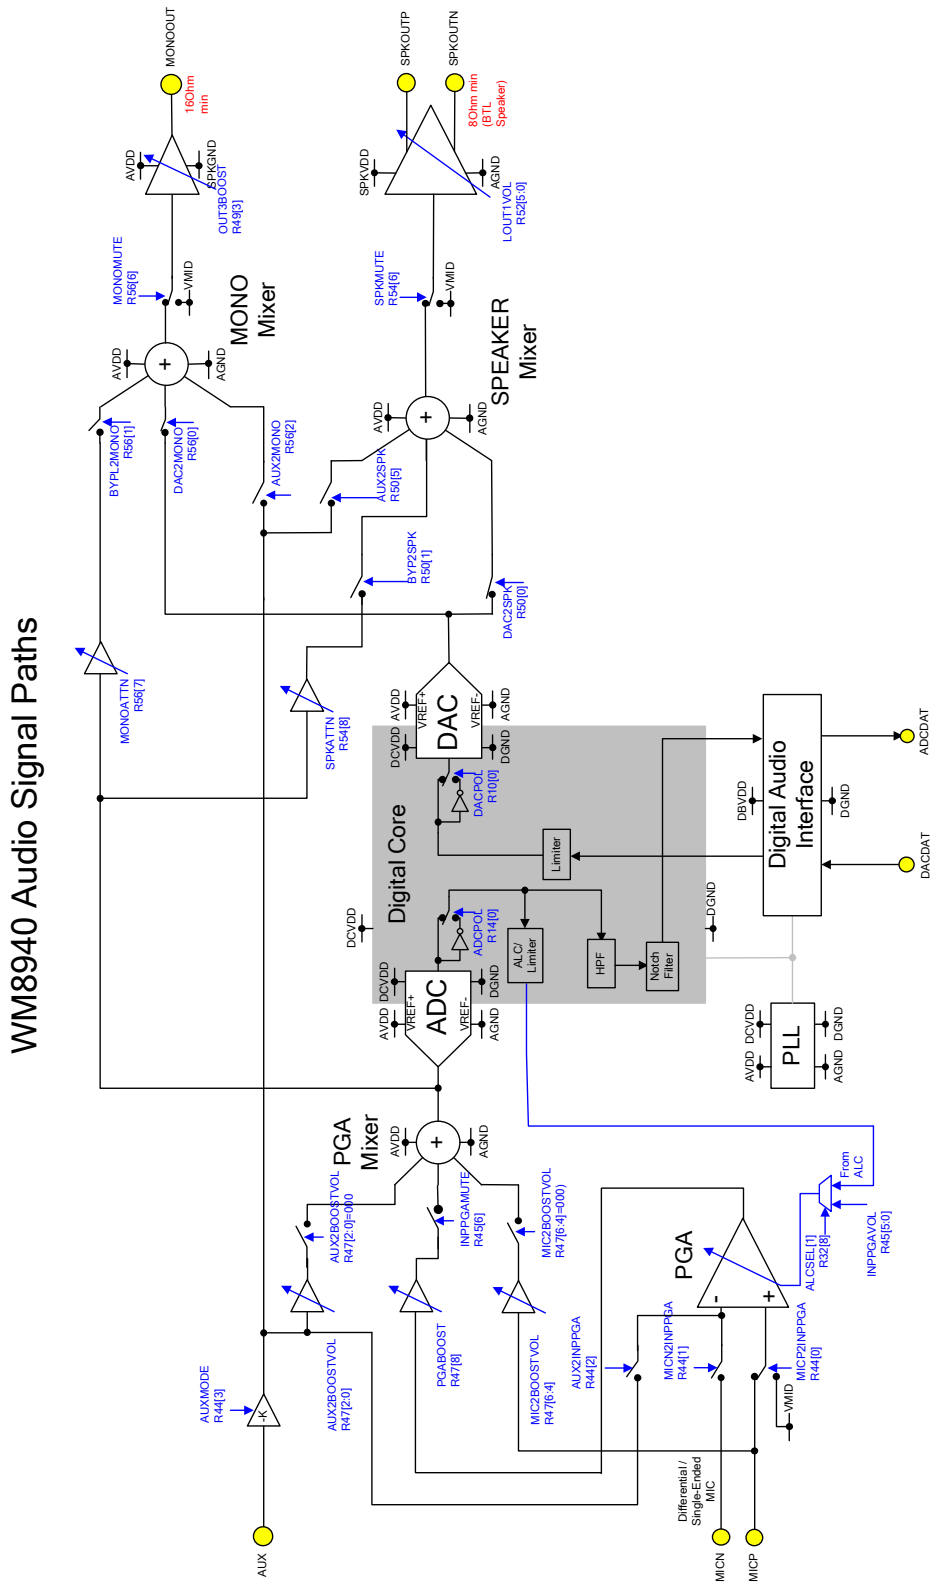 WM8940 Audio Signal Paths
AUX
AUXMODE
R44[3]
-K
AUX2BOOSTVOL
R47[2:0]
AUX2BOOSTVOL
R47[2:0]=000
PGABOOST
R47[8]
INPPGAMUTE
R45[6]
MIC2BOOSTVOL
R47[6:4]
MIC2BOOSTVOL
R47[6:4]=000)
PGA
Mixer
AVDD
+
AGND
Differential /
Single-Ended
MIC
MICN
MICP
AUX2INPPGA
R44[2]
MICN2INPPGA
R44[1]
MICP2INPPGA
R44[0]
VMID
PGA
-
+
ALCSEL[1]
R32[8]
From
ALC
INPPGAVOL
R45[5:0]
MONOATTN
R56[7]
SPKATTN
R54[8]
ADC
VREF+
VREF-
AVDD
DCVDD
AGND
DGND
ADCPOL
R14[0]
Digital Core
DCVDD
DGND
ALC/
Limiter
HPF
Notch
Filter
Limiter
DACPOL
R10[0]
DAC
VREF+
VREF-
DCVDD
AVDD
DGND
AGND
PLL
AVDD
DCVDD
AGND
DGND
Digital Audio
Interface
DBVDD
DGND
DACDAT
ADCDAT
BYPL2MONO
R56[1]
DAC2MONO
R56[0]
AUX2MONO
R56[2]
AUX2SPK
R50[5]
BYP2SPK
R50[1]
DAC2SPK
R50[0]
MONO
Mixer
AVDD
+
AGND
SPEAKER
Mixer
AVDD
+
AGND
MONOMUTE
R56[6]
VMID
SPKMUTE
R54[6]
VMID
AVDD
SPKGND
OUT3BOOST
R49[3]
SPKVDD
AGND
LOUT1VOL
R52[5:0]
MONOOUT
16Ohm
min
SPKOUTP
SPKOUTN
8Ohm min
(BTL
Speaker)